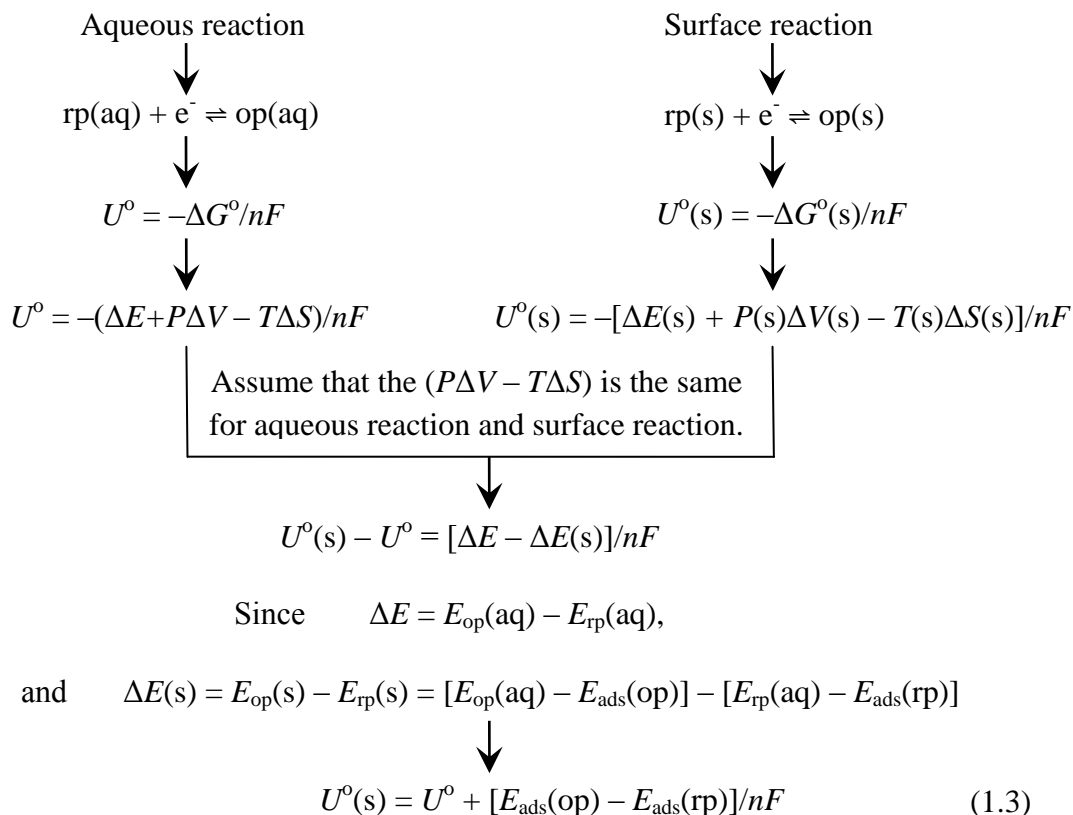 Aqueous reaction Surface reaction
rp(aq) + e⁻ ⇌ op(aq) rp(s) + e⁻ ⇌ op(s)
U° = –ΔG°/nF U°(s) = –ΔG°(s)/nF
U° = –(ΔE+PΔV – TΔS)/nF U°(s) = –[ΔE(s) + P(s)ΔV(s) – T(s)ΔS(s)]/nF
Assume that the (PΔV – TΔS) is the same
for aqueous reaction and surface reaction.
U°(s) – U° = [ΔE – ΔE(s)]/nF
Since ΔE = E_op(aq) – E_rp(aq),
and ΔE(s) = E_op(s) – E_rp(s) = [E_op(aq) – E_ads(op)] – [E_rp(aq) – E_ads(rp)]
U°(s) = U° + [E_ads(op) – E_ads(rp)]/nF (1.3)